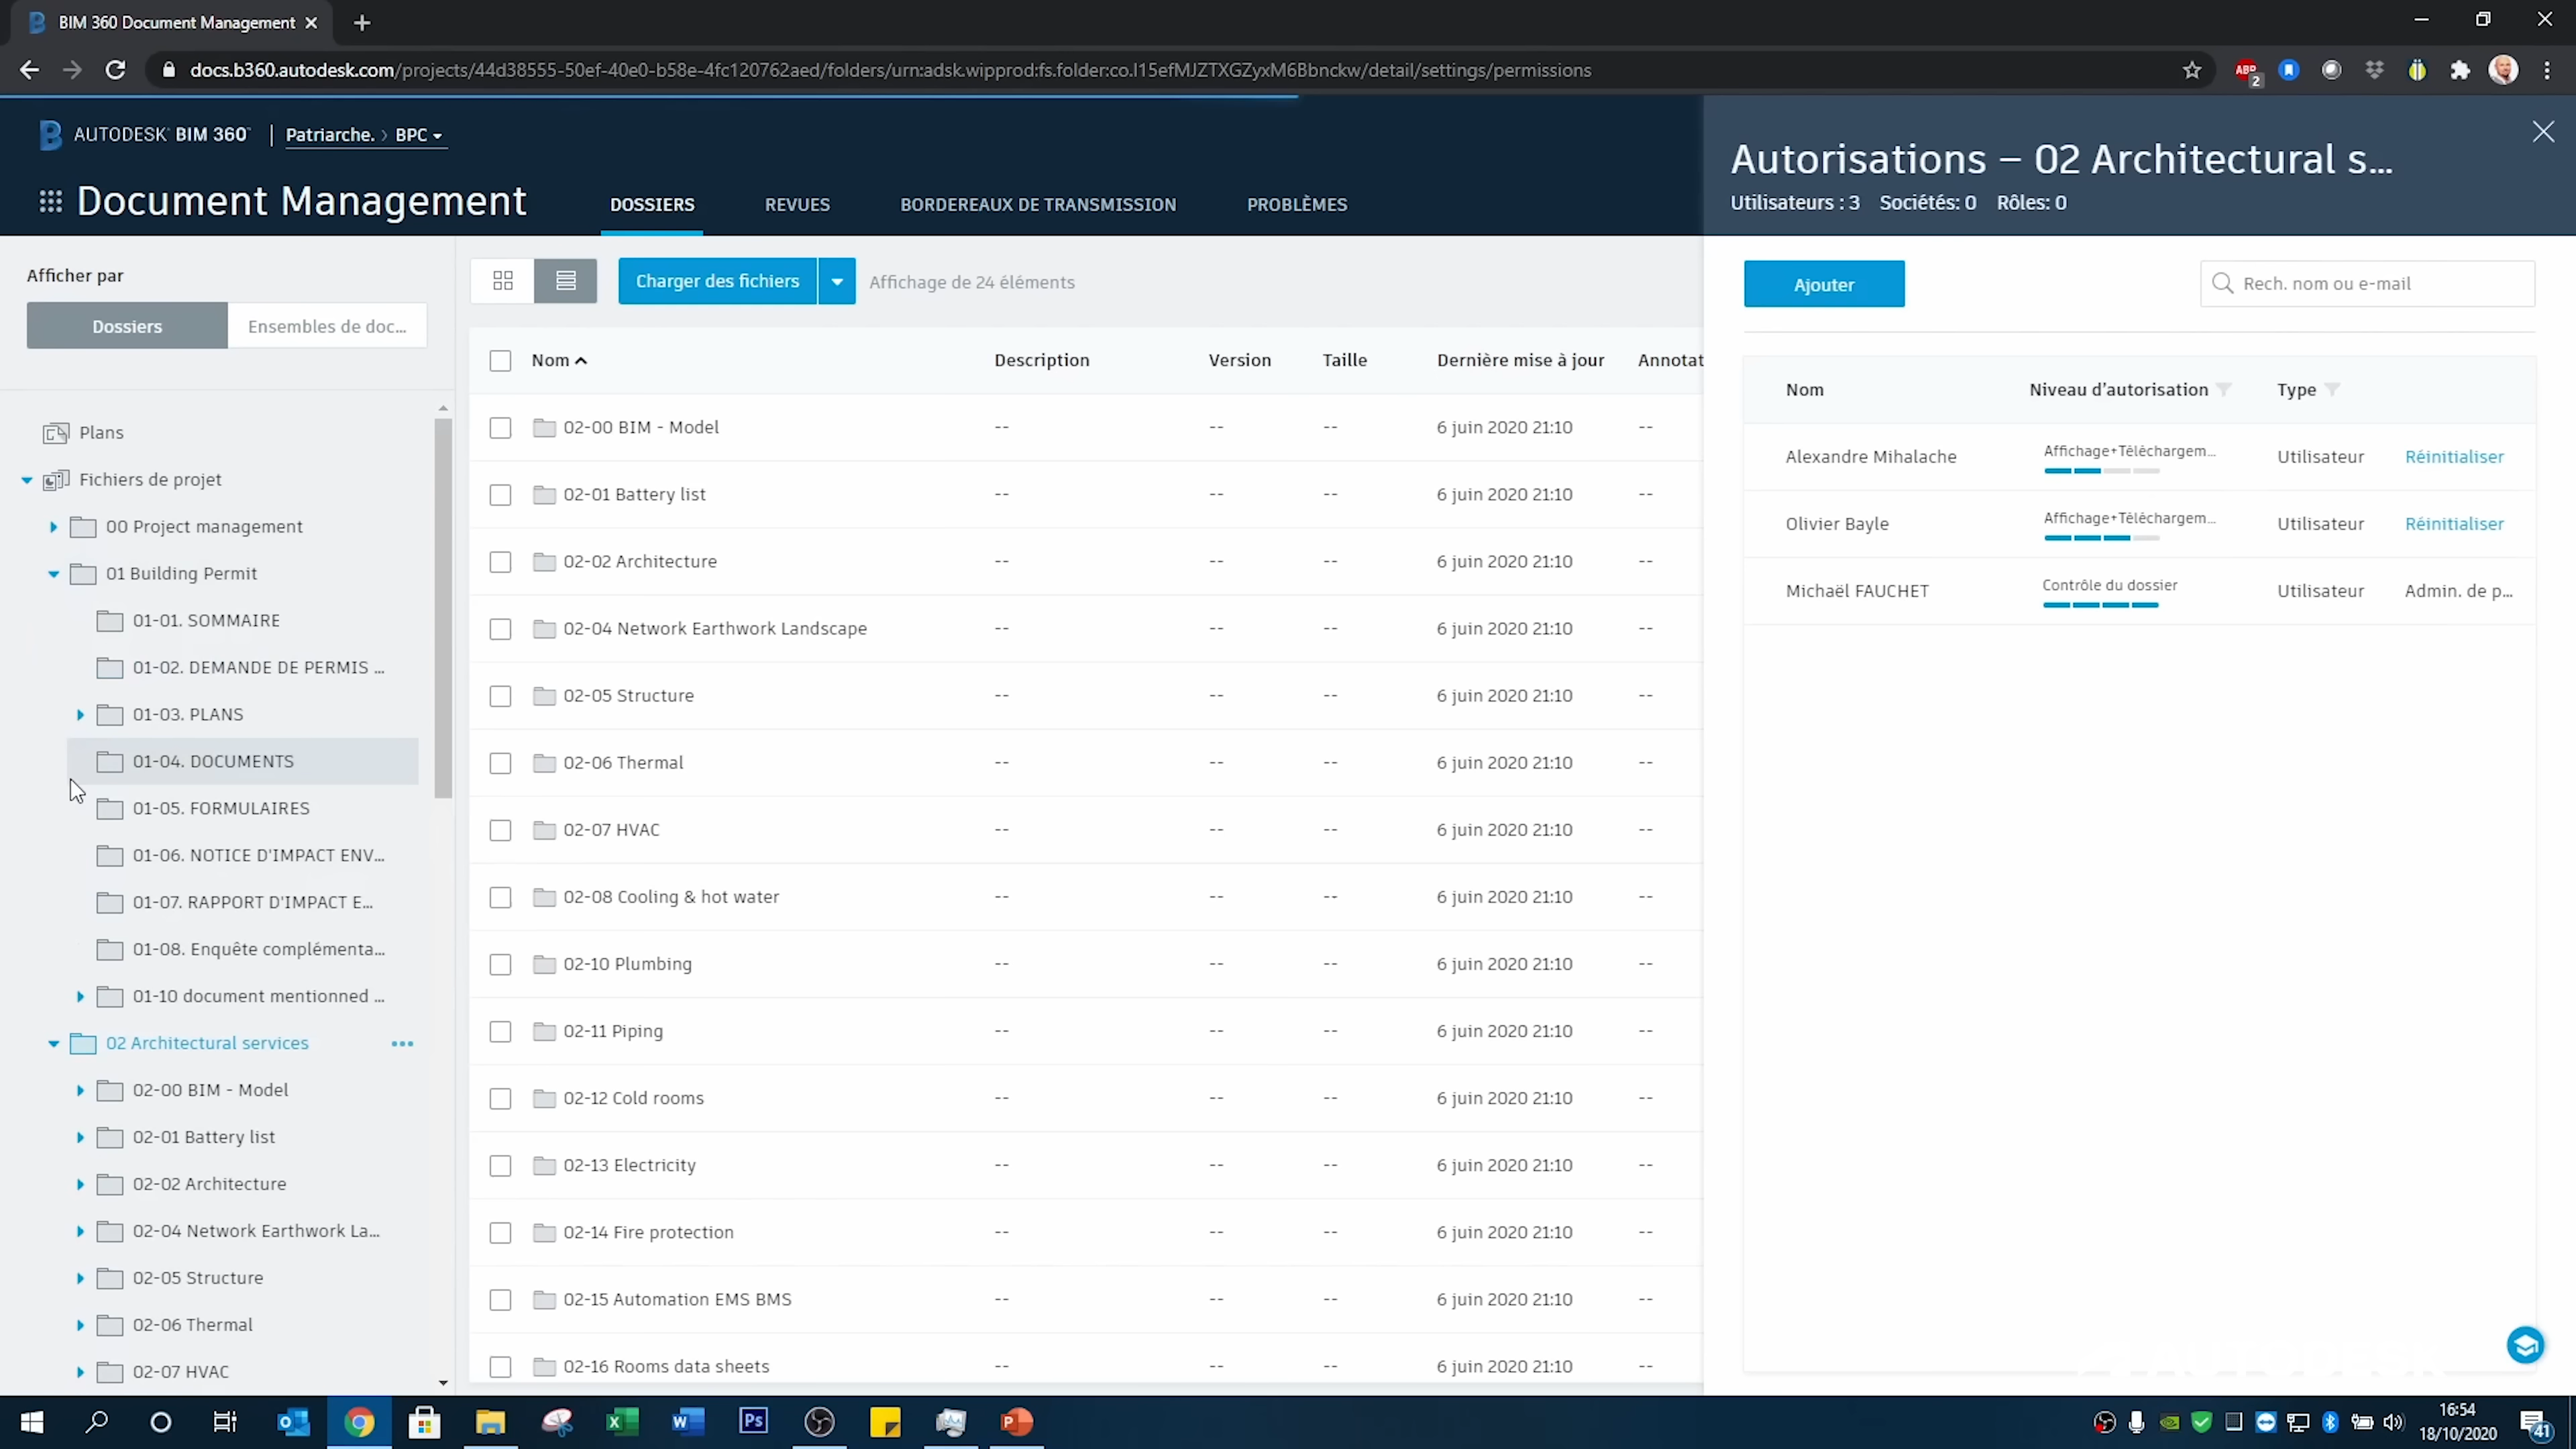 BIM 360 Document Management
docs.b360.autodesk.com/projects/44d38555-50ef-40e0-b58e-4fc120762aed/folders/urn:adsk.wipprod:fs.folder:co.I15efMJZTXGZyxM6Bbnckw/detail/settings/permissions
ABP
2
AUTODESK® BIM 360®
Patriarche. > BPC
Document Management
DOSSIERS
REVUES
BORDEREAUX DE TRANSMISSION
PROBLÈMES
Autorisations – 02 Architectural s...
Utilisateurs : 3 Sociétés: 0 Rôles: 0
Afficher par
Dossiers
Ensembles de doc...
Plans
Fichiers de projet
00 Project management
01 Building Permit
01-01. SOMMAIRE
01-02. DEMANDE DE PERMIS ...
01-03. PLANS
01-04. DOCUMENTS
01-05. FORMULAIRES
01-06. NOTICE D'IMPACT ENV...
01-07. RAPPORT D'IMPACT E...
01-08. Enquête complémenta...
01-10 document mentionned ...
02 Architectural services
02-00 BIM - Model
02-01 Battery list
02-02 Architecture
02-04 Network Earthwork La...
02-05 Structure
02-06 Thermal
02-07 HVAC
Charger des fichiers
Affichage de 24 éléments
Nom Description Version Taille Dernière mise à jour Annotat
02-00 BIM - Model -- -- -- 6 juin 2020 21:10 --
02-01 Battery list -- -- -- 6 juin 2020 21:10 --
02-02 Architecture -- -- -- 6 juin 2020 21:10 --
02-04 Network Earthwork Landscape -- -- -- 6 juin 2020 21:10 --
02-05 Structure -- -- -- 6 juin 2020 21:10 --
02-06 Thermal -- -- -- 6 juin 2020 21:10 --
02-07 HVAC -- -- -- 6 juin 2020 21:10 --
02-08 Cooling & hot water -- -- -- 6 juin 2020 21:10 --
02-10 Plumbing -- -- -- 6 juin 2020 21:10 --
02-11 Piping -- -- -- 6 juin 2020 21:10 --
02-12 Cold rooms -- -- -- 6 juin 2020 21:10 --
02-13 Electricity -- -- -- 6 juin 2020 21:10 --
02-14 Fire protection -- -- -- 6 juin 2020 21:10 --
02-15 Automation EMS BMS -- -- -- 6 juin 2020 21:10 --
02-16 Rooms data sheets -- -- -- 6 juin 2020 21:10 --
Ajouter
Rech. nom ou e-mail
Nom Niveau d'autorisation Type
Alexandre Mihalache Affichage+Téléchargem... Utilisateur Réinitialiser
Olivier Bayle Affichage+Téléchargem... Utilisateur Réinitialiser
Michaël FAUCHET Contrôle du dossier Utilisateur Admin. de p...
Ps
16:54
18/10/2020
41